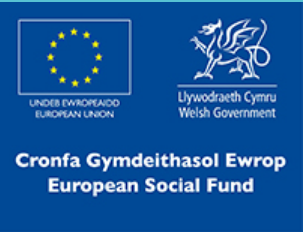 UNDEB EWROPEAIDD
EUROPEAN UNION
Llywodraeth Cymru
Welsh Government
Cronfa Gymdeithasol Ewrop
European Social Fund